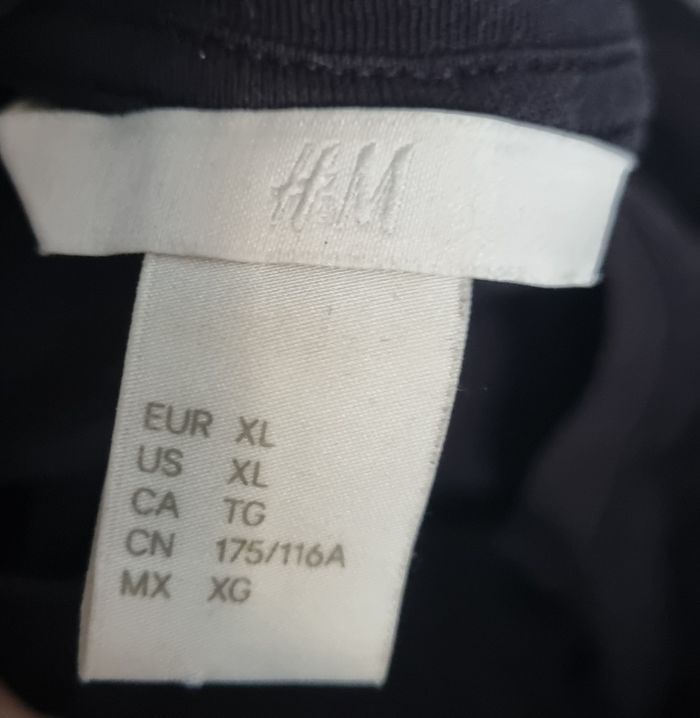 H&M
EUR XL
US XL
CA TG
CN 175/116A
MX XG